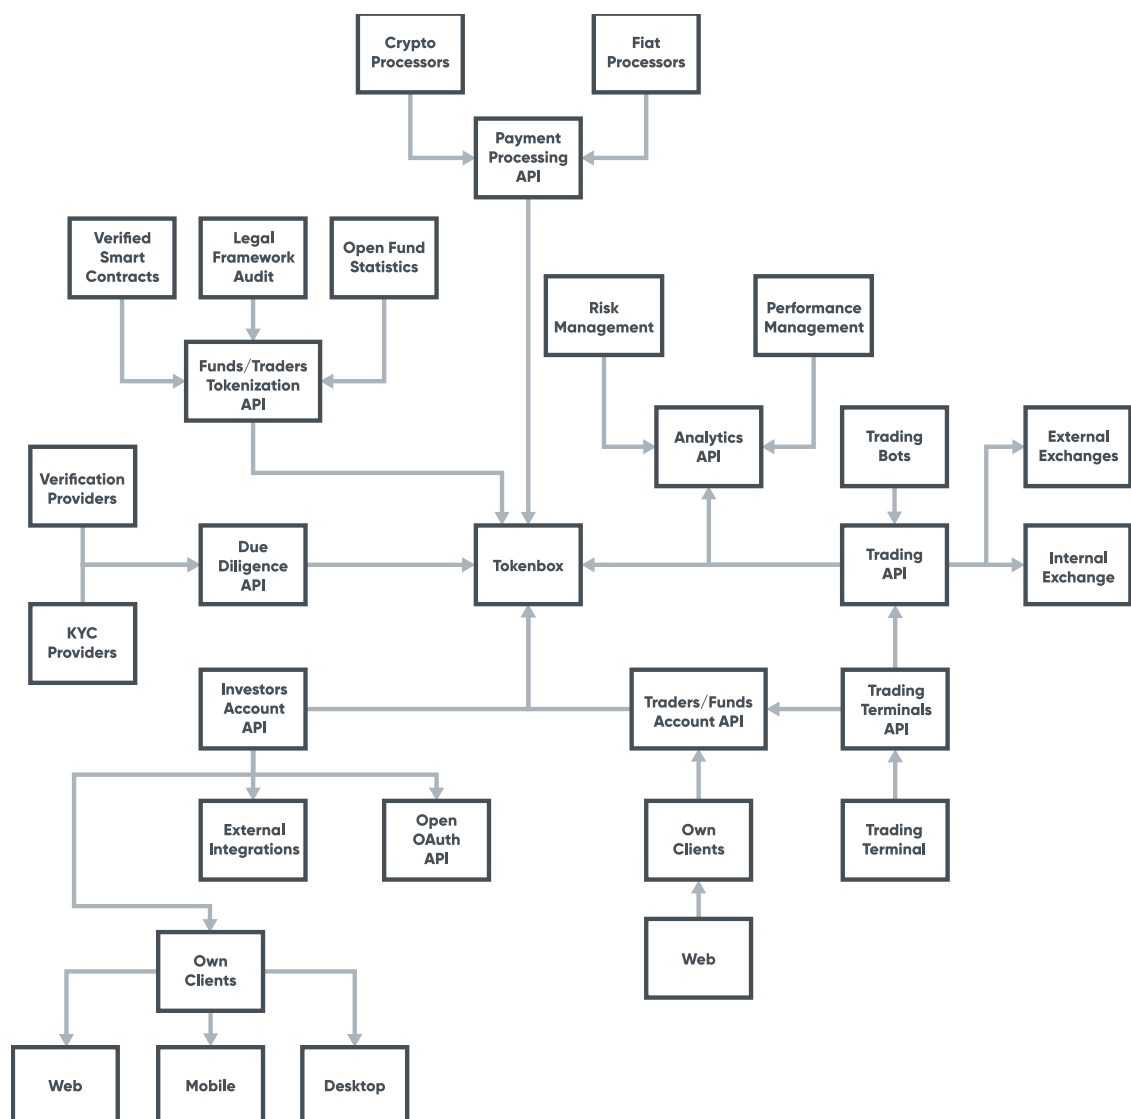 Crypto
Processors
Fiat
Processors
Payment
Processing
API
Verified
Smart
Contracts
Legal
Framework
Audit
Open Fund
Statistics
Risk
Management
Performance
Management
Funds/Traders
Tokenization
API
Analytics
API
Trading
Bots
External
Exchanges
Verification
Providers
Due
Diligence
API
Tokenbox
Trading
API
Internal
Exchange
KYC
Providers
Investors
Account
API
Traders/Funds
Account API
Trading
Terminals
API
External
Integrations
Open
OAuth
API
Own
Clients
Trading
Terminal
Own
Clients
Web
Web
Mobile
Desktop